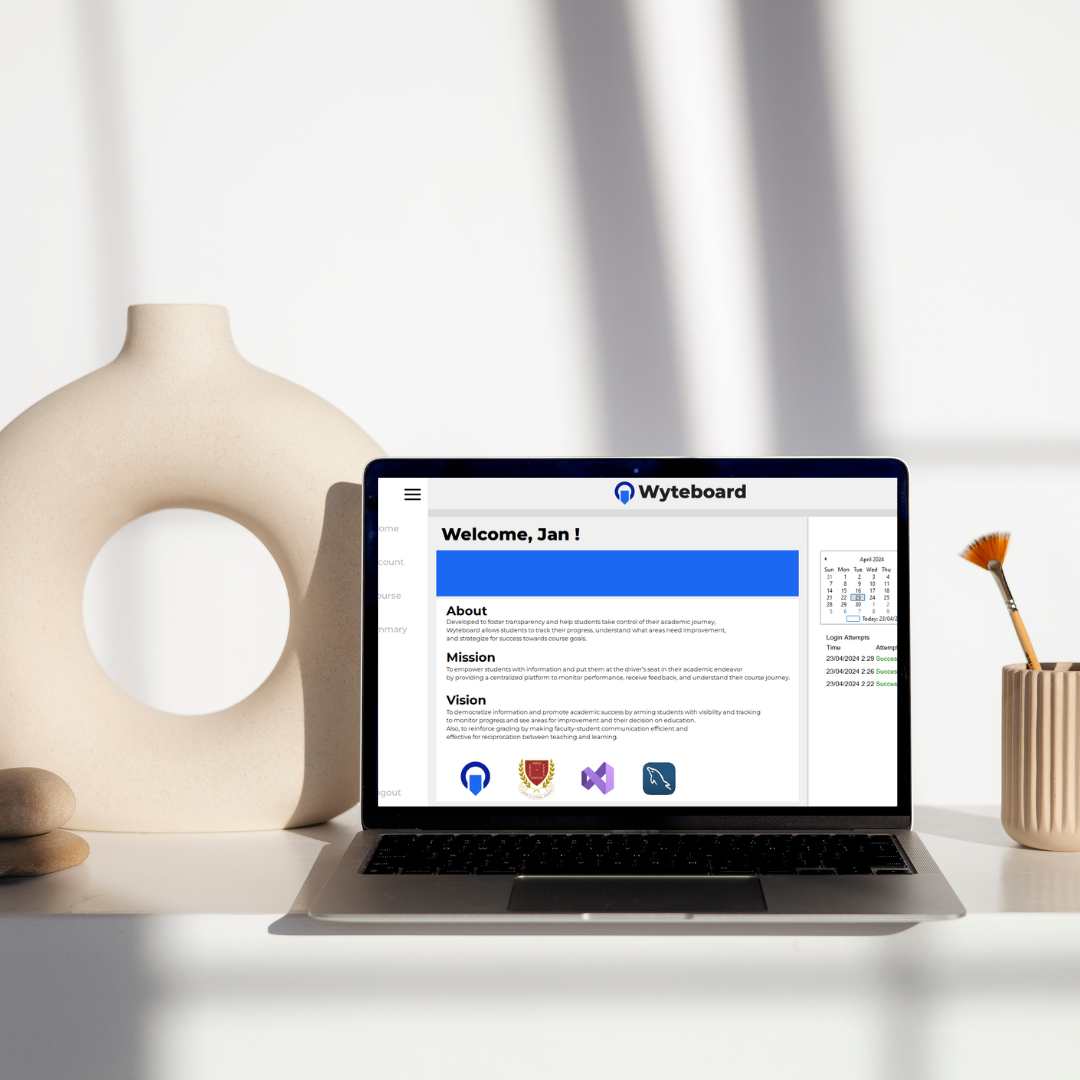 Wyteboard
ome
count
ourse
mmary
ogout
Welcome, Jan !
About
Developed to foster transparency and help students take control of their academic journey,
Wyteboard allows students to track their progress, understand what areas need improvement,
and strategize for success towards course goals.
Mission
To empower students with information and put them at the driver's seat in their academic endeavor
by providing a centralized platform to monitor performance, receive feedback, and understand their course journey.
Vision
To democratize information and promote academic success by arming students with visibility and tracking
to monitor progress and see areas for improvement and their decision on education.
Also, to reinforce grading by making faculty-student communication efficient and
effective for reciprocation between teaching and learning.
April 2024
Sun Mon Tue Wed Thu
31 1 2 3 4
7 8 9 10 11
14 15 16 17 18
21 22 23 24 25
28 29 30 1 2
5 6 7 8 9
Today: 23/04/2
Login Attempts
Time Attempt
23/04/2024 2:29 Succes
23/04/2024 2:26 Succes
23/04/2024 2:22 Succes